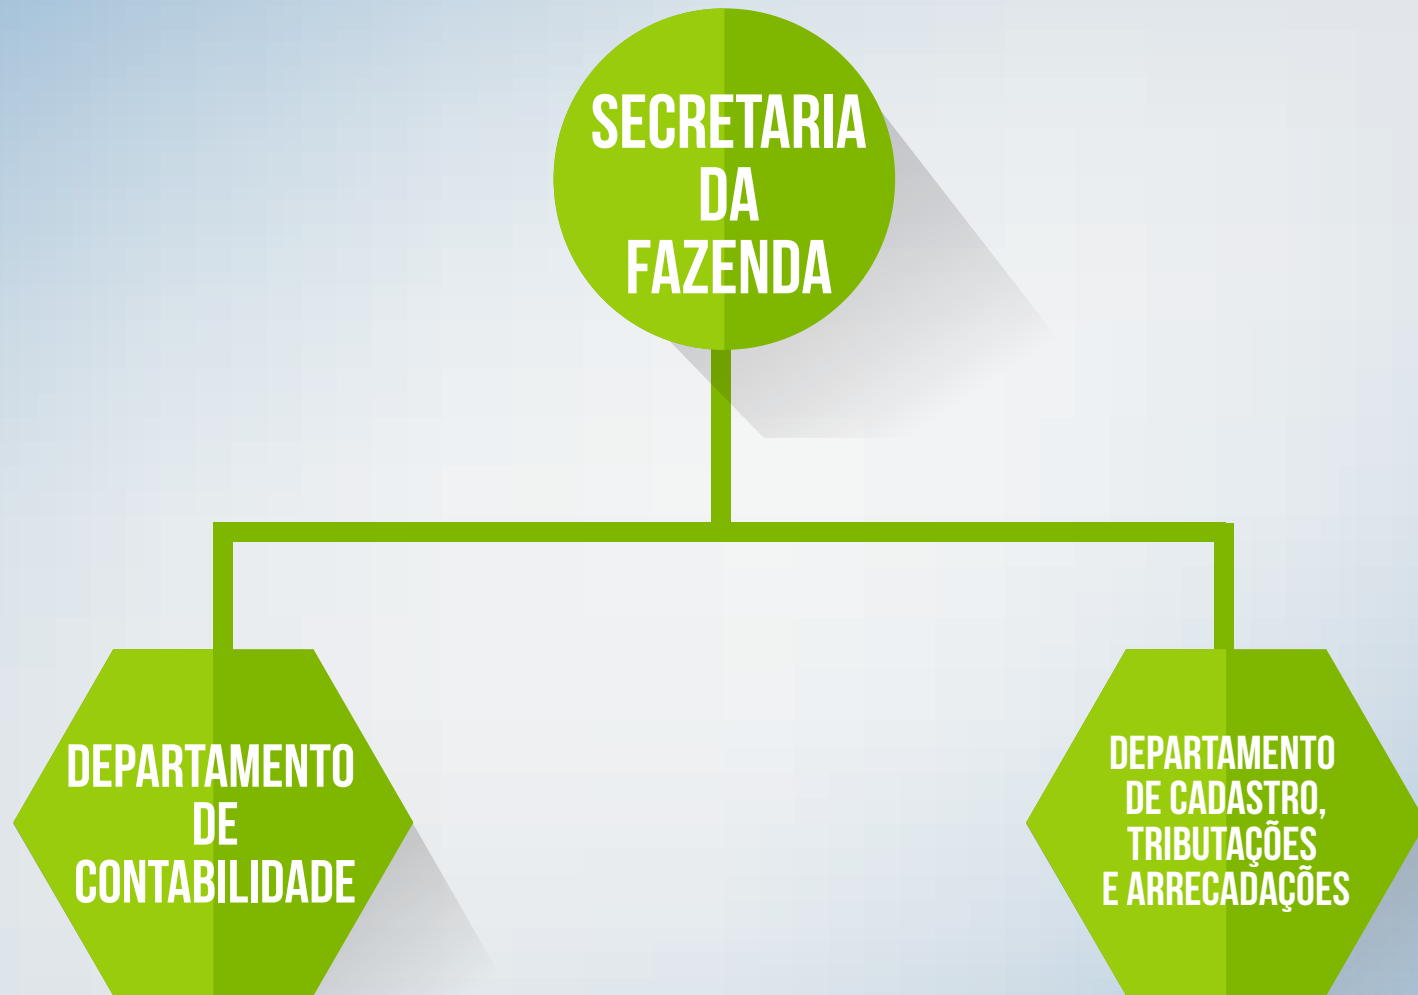 SECRETARIA
DA
FAZENDA
DEPARTAMENTO
DE
CONTABILIDADE
DEPARTAMENTO
DE CADASTRO,
TRIBUTAÇÕES
E ARRECADAÇÕES